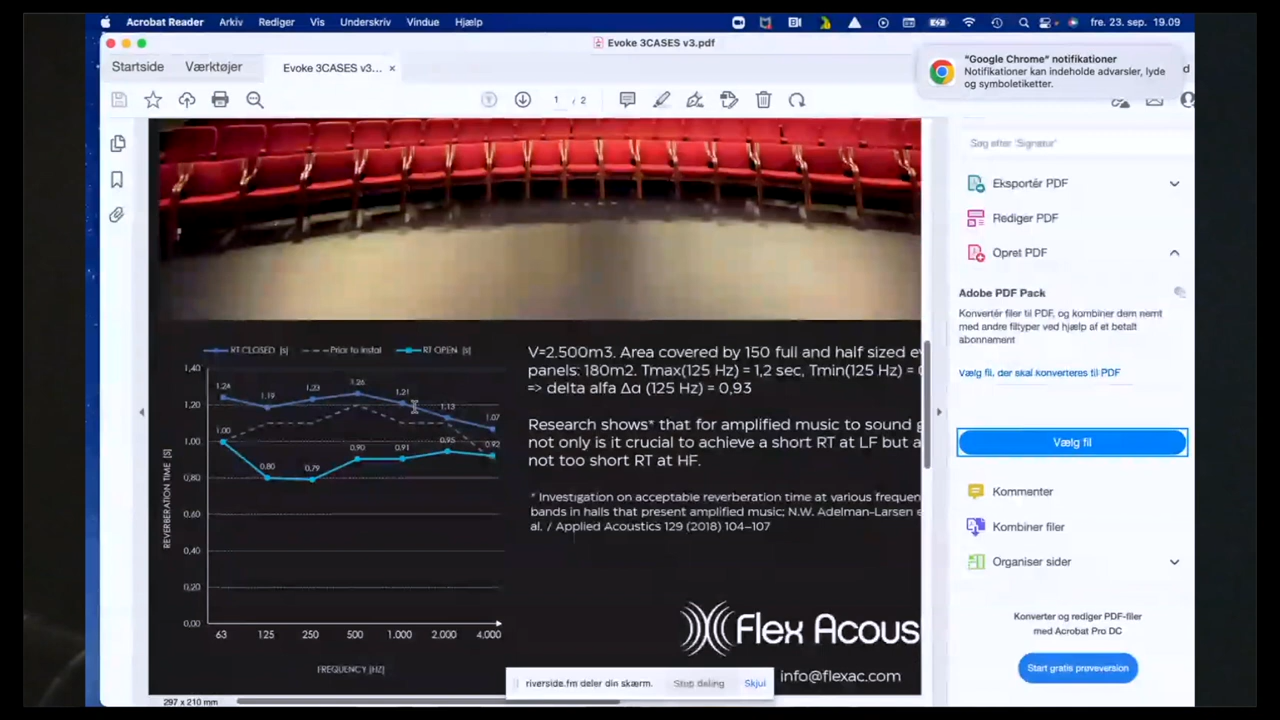 Acrobat Reader Arkiv Rediger Vis Underskriv Vindue Hjælp fre. 23. sep. 19.09
Evoke 3CASES v3.pdf
Startside Værktøjer Evoke 3CASES v3... ×
"Google Chrome" notifikationer
Notifikationer kan indeholde advarsler, lyde
og symboletiketter.
1 / 2
Søg efter 'Signatur'
Eksportér PDF
Rediger PDF
Opret PDF
Adobe PDF Pack
Konvertér filer til PDF, og kombiner dem nemt
med andre filtyper ved hjælp af et betalt
abonnement
Vælg fil, der skal konverteres til PDF
Vælg fil
Kommenter
Kombiner filer
Organiser sider
Konverter og rediger PDF-filer
med Acrobat Pro DC
Start gratis prøveversion
RT CLOSED [s] Prior to instal RT OPEN [s]
1,40
1,20
1,00
0,80
0,60
0,40
0,20
0,00
1,24 1,19 1,23 1,26 1,21 1,13 1,07
1,00 0,80 0,79 0,90 0,91 0,95 0,92
63 125 250 500 1.000 2.000 4.000
REVERBERATION TIME [S]
FREQUENCY [HZ]
V=2.500m3. Area covered by 150 full and half sized
panels: 180m2. Tmax(125 Hz) = 1,2 sec, Tmin(125 Hz) =
=> delta alfa Δα (125 Hz) = 0,93
Research shows* that for amplified music to sound
not only is it crucial to achieve a short RT at LF but
not too short RT at HF.
* Investigation on acceptable reverberation time at various frequen
bands in halls that present amplified music; N.W. Adelman-Larsen
al. / Applied Acoustics 129 (2018) 104–107
Flex Acous
info@flexac.com
riverside.fm deler din skærm. Stop deling Skjul
297 x 210 mm